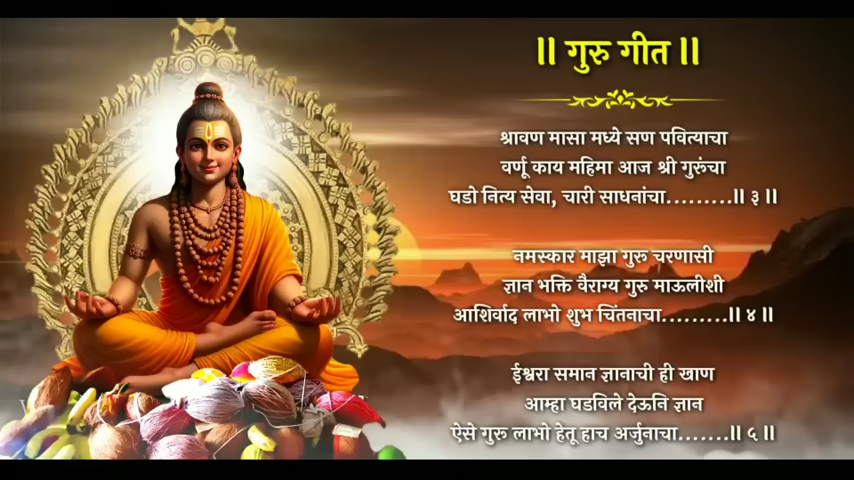 ॥ गुरु गीत ॥
श्रावण मासा मध्ये सण पवित्याचा
वर्णू काय महिमा आज श्री गुरुंचा
घडो नित्य सेवा, चारी साधनांचा.........॥ ३ ॥
नमस्कार माझा गुरू चरणासी
ज्ञान भक्ति वैराग्य गुरु माऊलीशी
आशिर्वाद लाभो शुभ चिंतनाचा.........॥ ४ ॥
ईश्वरा समान ज्ञानाची ही खाण
आम्हा घडविले देऊनि ज्ञान
ऐसे गुरू लाभो हेतू हाच अर्जुनाचा.......॥ ५ ॥